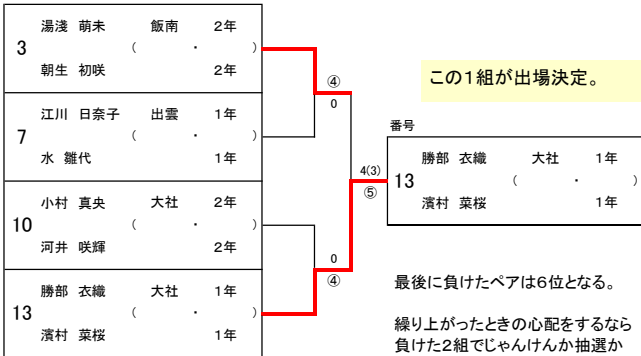 湯淺 萌未 飯南 2年
3 ( ・ )
朝生 初咲 2年
④
0
この1組が出場決定。
江川 日奈子 出雲 1年
7 ( ・ )
水 雛代 1年
番号
4(3)
⑤
勝部 衣織 大社 1年
13 ( ・ )
濱村 菜桜 1年
小村 真央 大社 2年
10 ( ・ )
河井 咲輝 2年
0
④
勝部 衣織 大社 1年
13 ( ・ )
濱村 菜桜 1年
最後に負けたペアは6位となる。
繰り上がったときの心配をするなら
負けた2組でじゃんけんか抽選か